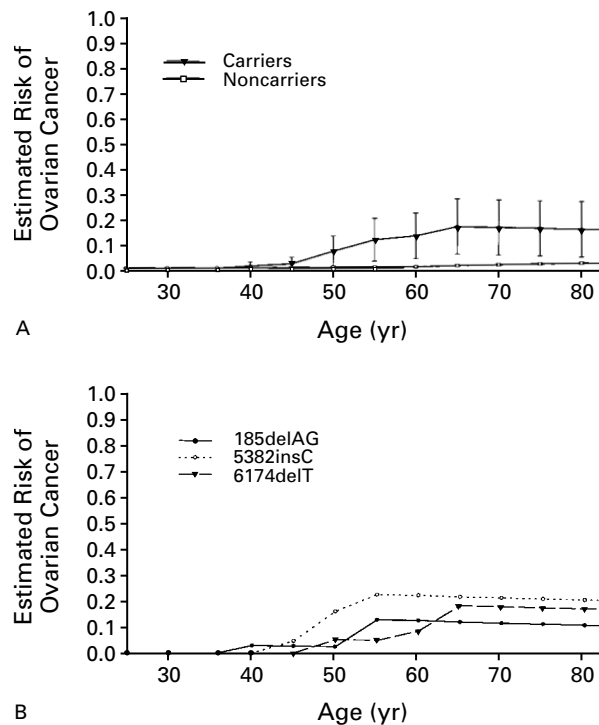 Estimated Risk of
Ovarian Cancer
1.0
0.9
0.8
0.7
0.6
0.5
0.4
0.3
0.2
0.1
0.0
Carriers
Noncarriers
30 40 50 60 70 80
A
Age (yr)
Estimated Risk of
Ovarian Cancer
1.0
0.9
0.8
0.7
0.6
0.5
0.4
0.3
0.2
0.1
0.0
185delAG
5382insC
6174delT
30 40 50 60 70 80
B
Age (yr)